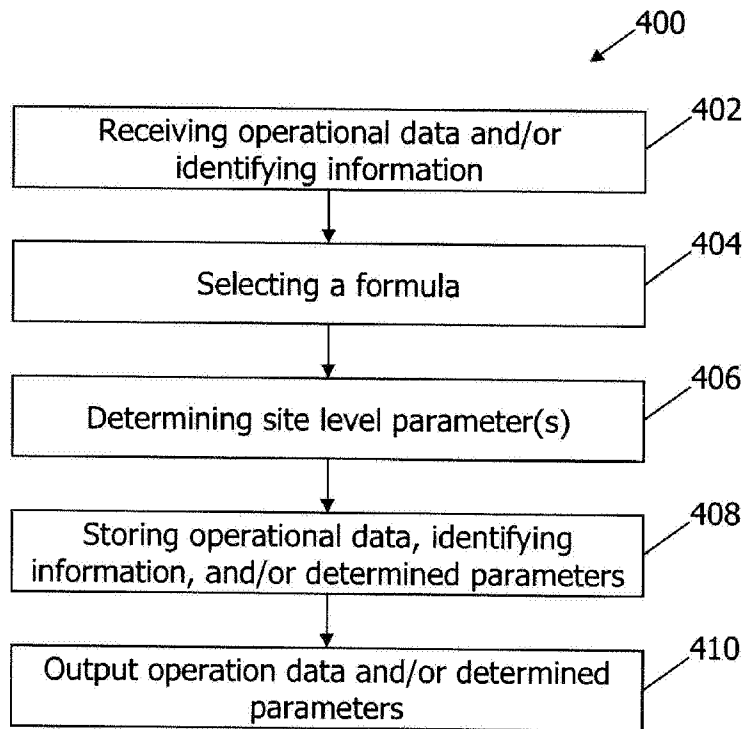 400
402
Receiving operational data and/or
identifying information
404
Selecting a formula
406
Determining site level parameter(s)
408
Storing operational data, identifying
information, and/or determined parameters
410
Output operation data and/or determined
parameters